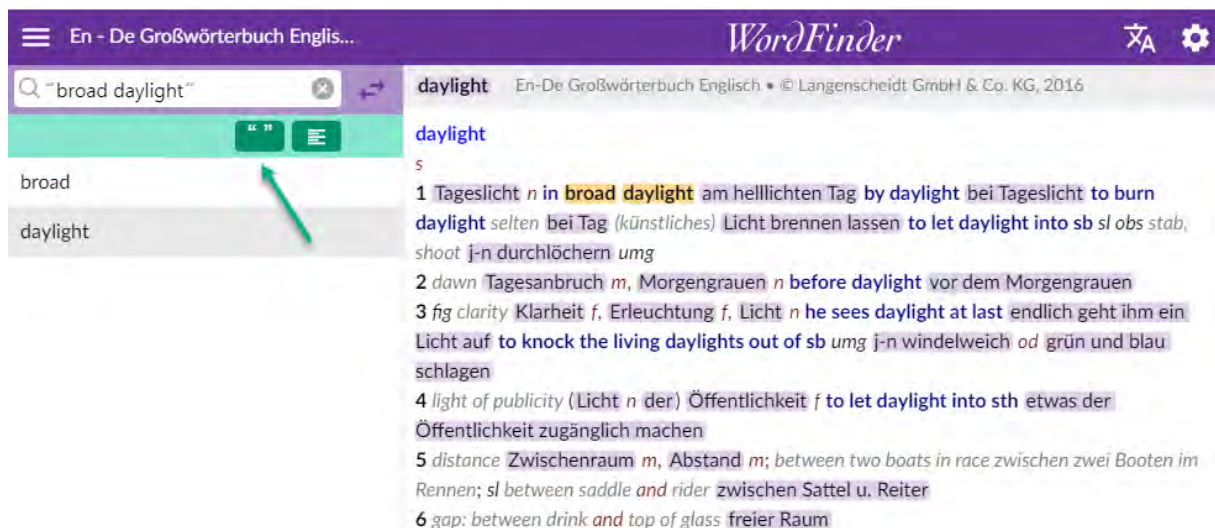 En - De Großwörterbuch Englis...
WordFinder
"broad daylight"
“ ”
broad
daylight
daylight En-De Großwörterbuch Englisch • © Langenscheidt GmbH & Co. KG, 2016
daylight
s
1 Tageslicht n in broad daylight am helllichten Tag by daylight bei Tageslicht to burn
daylight selten bei Tag (künstliches) Licht brennen lassen to let daylight into sb sl obs stab,
shoot j-n durchlöchern umg
2 dawn Tagesanbruch m, Morgengrauen n before daylight vor dem Morgengrauen
3 fig clarity Klarheit f, Erleuchtung f, Licht n he sees daylight at last endlich geht ihm ein
Licht auf to knock the living daylights out of sb umg j-n windelweich od grün und blau
schlagen
4 light of publicity (Licht n der) Öffentlichkeit f to let daylight into sth etwas der
Öffentlichkeit zugänglich machen
5 distance Zwischenraum m, Abstand m; between two boats in race zwischen zwei Booten im
Rennen; sl between saddle and rider zwischen Sattel u. Reiter
6 gap: between drink and top of glass freier Raum